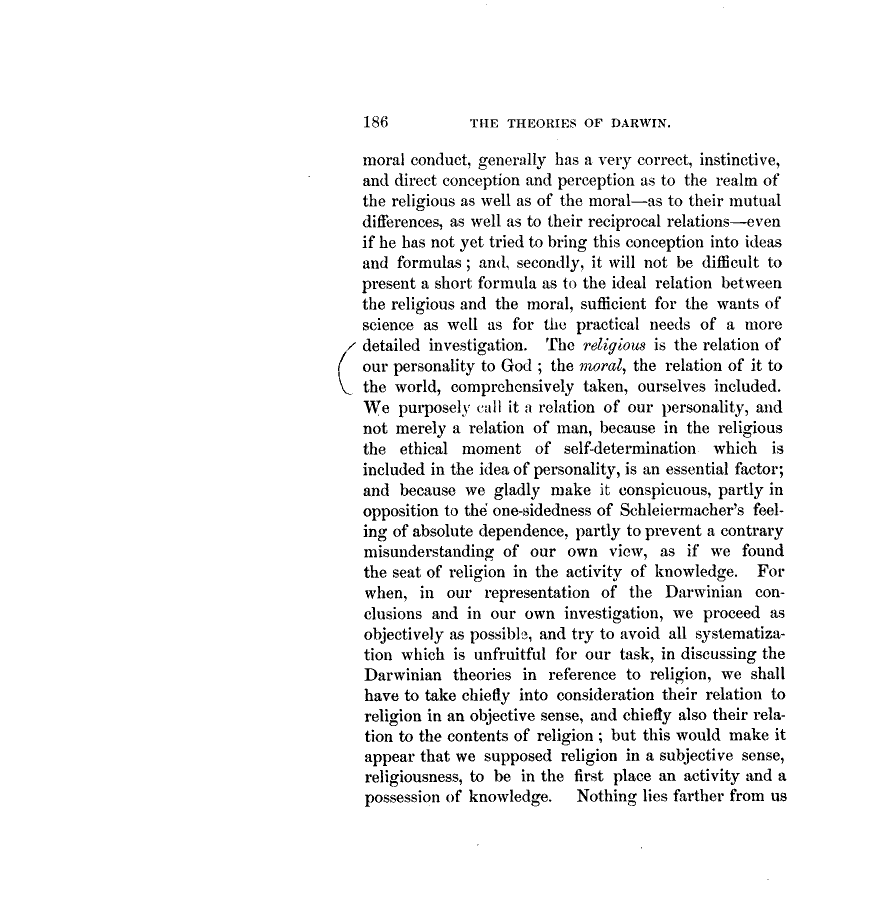 186 THE THEORIES OF DARWIN.
moral conduct, generally has a very correct, instinctive,
and direct conception and perception as to the realm of
the religious as well as of the moral—as to their mutual
differences, as well as to their reciprocal relations—even
if he has not yet tried to bring this conception into ideas
and formulas ; and, secondly, it will not be difficult to
present a short formula as to the ideal relation between
the religious and the moral, sufficient for the wants of
science as well as for the practical needs of a more
detailed investigation. The religious is the relation of
our personality to God ; the moral, the relation of it to
the world, comprehensively taken, ourselves included.
We purposely call it a relation of our personality, and
not merely a relation of man, because in the religious
the ethical moment of self-determination which is
included in the idea of personality, is an essential factor;
and because we gladly make it conspicuous, partly in
opposition to the one-sidedness of Schleiermacher's feel-
ing of absolute dependence, partly to prevent a contrary
misunderstanding of our own view, as if we found
the seat of religion in the activity of knowledge. For
when, in our representation of the Darwinian con-
clusions and in our own investigation, we proceed as
objectively as possible, and try to avoid all systematiza-
tion which is unfruitful for our task, in discussing the
Darwinian theories in reference to religion, we shall
have to take chiefly into consideration their relation to
religion in an objective sense, and chiefly also their rela-
tion to the contents of religion ; but this would make it
appear that we supposed religion in a subjective sense,
religiousness, to be in the first place an activity and a
possession of knowledge. Nothing lies farther from us